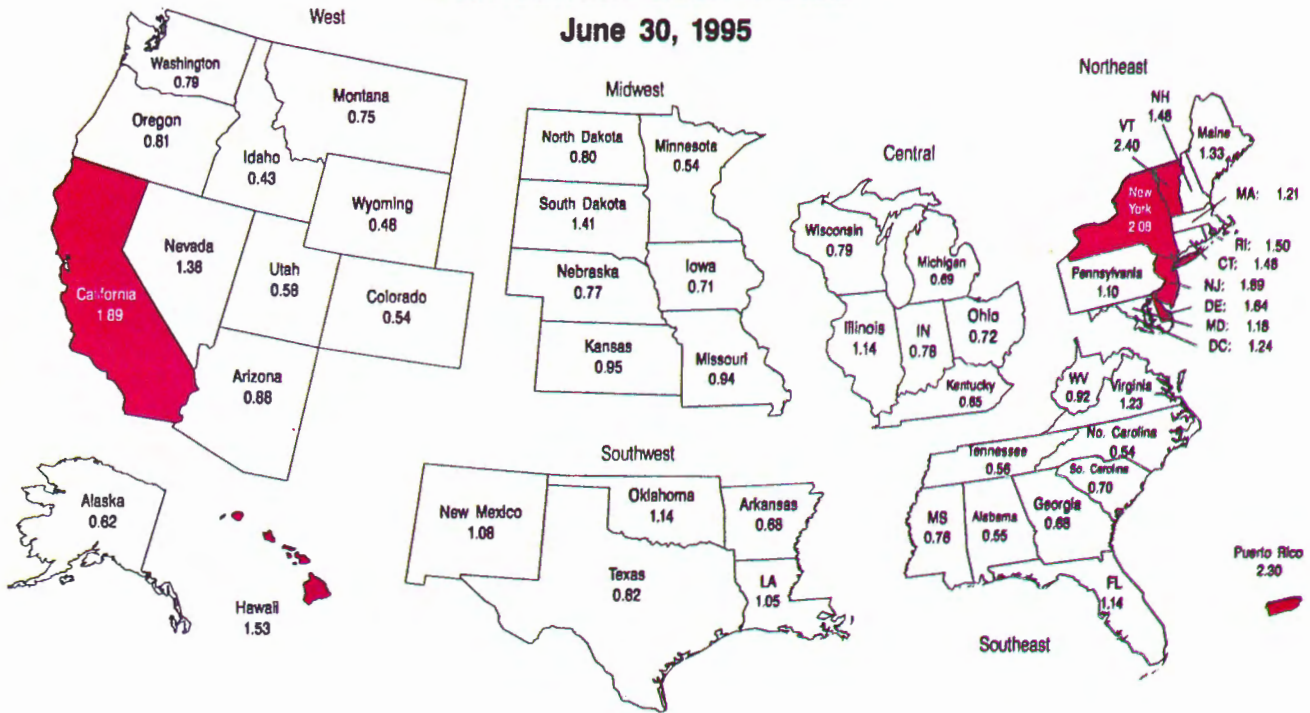 June 30, 1995
West
Washington
0.79
Oregon
0.81
Montana
0.75
Idaho
0.43
Wyoming
0.48
California
1.89
Nevada
1.38
Utah
0.58
Colorado
0.54
Arizona
0.88
Alaska
0.62
Hawaii
1.53
Midwest
North Dakota
0.80
Minnesota
0.54
South Dakota
1.41
Nebraska
0.77
Iowa
0.71
Kansas
0.95
Missouri
0.94
Southwest
New Mexico
1.08
Oklahoma
1.14
Arkansas
0.68
Texas
0.82
LA
1.05
Central
Wisconsin
0.79
Michigan
0.69
Illinois
1.14
IN
0.78
Ohio
0.72
Kentucky
0.65
Northeast
NH
1.48
VT
2.40
Maine
1.33
New
York
2.08
MA: 1.21
RI: 1.50
CT: 1.48
NJ: 1.89
DE: 1.64
MD: 1.18
DC: 1.24
Pennsylvania
1.10
WV
0.92
Virginia
1.23
No. Carolina
0.54
Tennessee
0.56
So. Carolina
0.70
MS
0.76
Alabama
0.55
Georgia
0.68
FL
1.14
Southeast
Puerto Rico
2.30